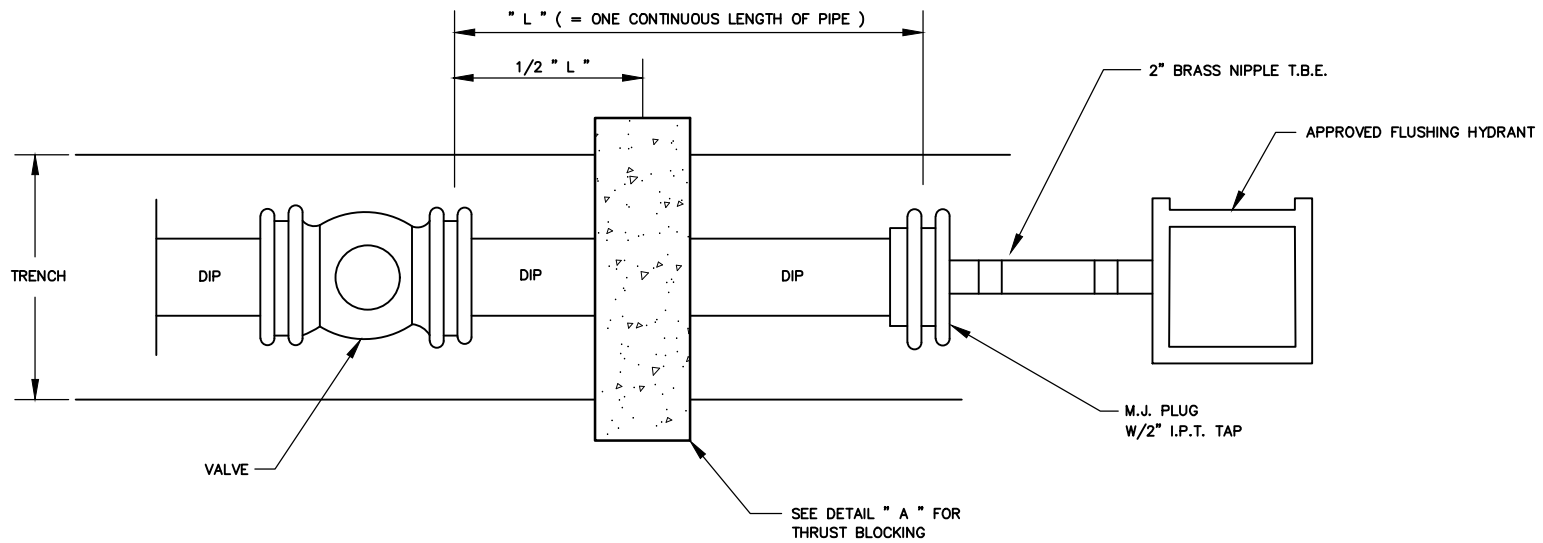 " L " ( = ONE CONTINUOUS LENGTH OF PIPE )
1/2 " L "
2" BRASS NIPPLE T.B.E.
APPROVED FLUSHING HYDRANT
TRENCH
DIP
DIP
DIP
M.J. PLUG
W/2" I.P.T. TAP
VALVE
SEE DETAIL " A " FOR
THRUST BLOCKING